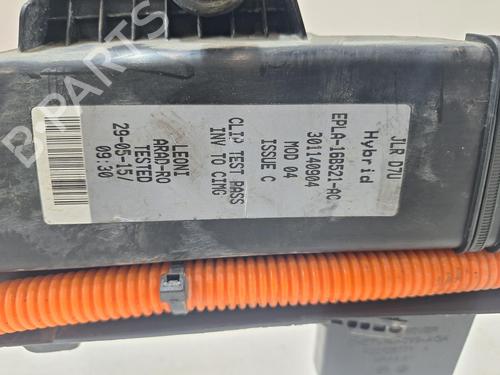 JLR D7U
Hybrid
EPLA-16B521-AC
301140904
MOD 04
ISSUE C
CLIP TEST PASS
INV TO CIMG
LEONI
ARAD-RO
TESTED
29-05-15/
09:30
B-PARTS